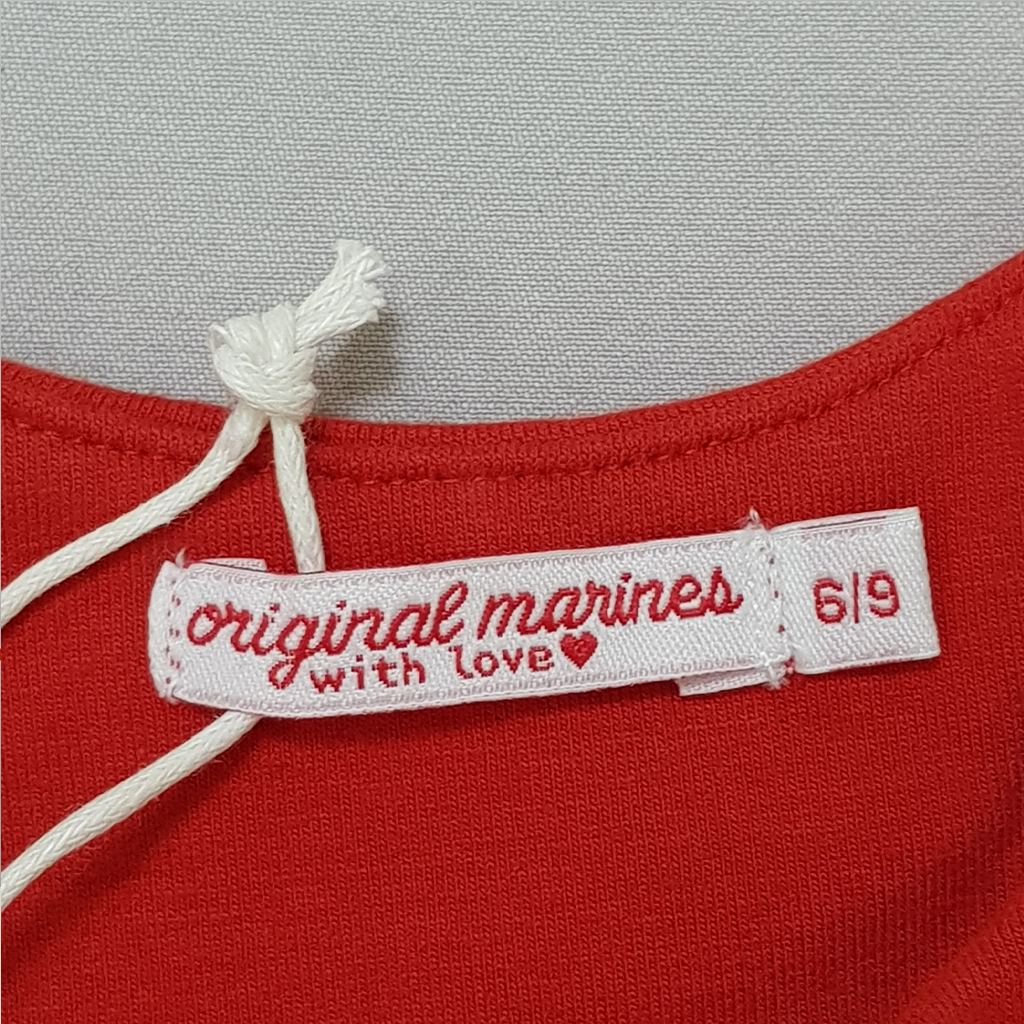 original marines
with love♥
6/9